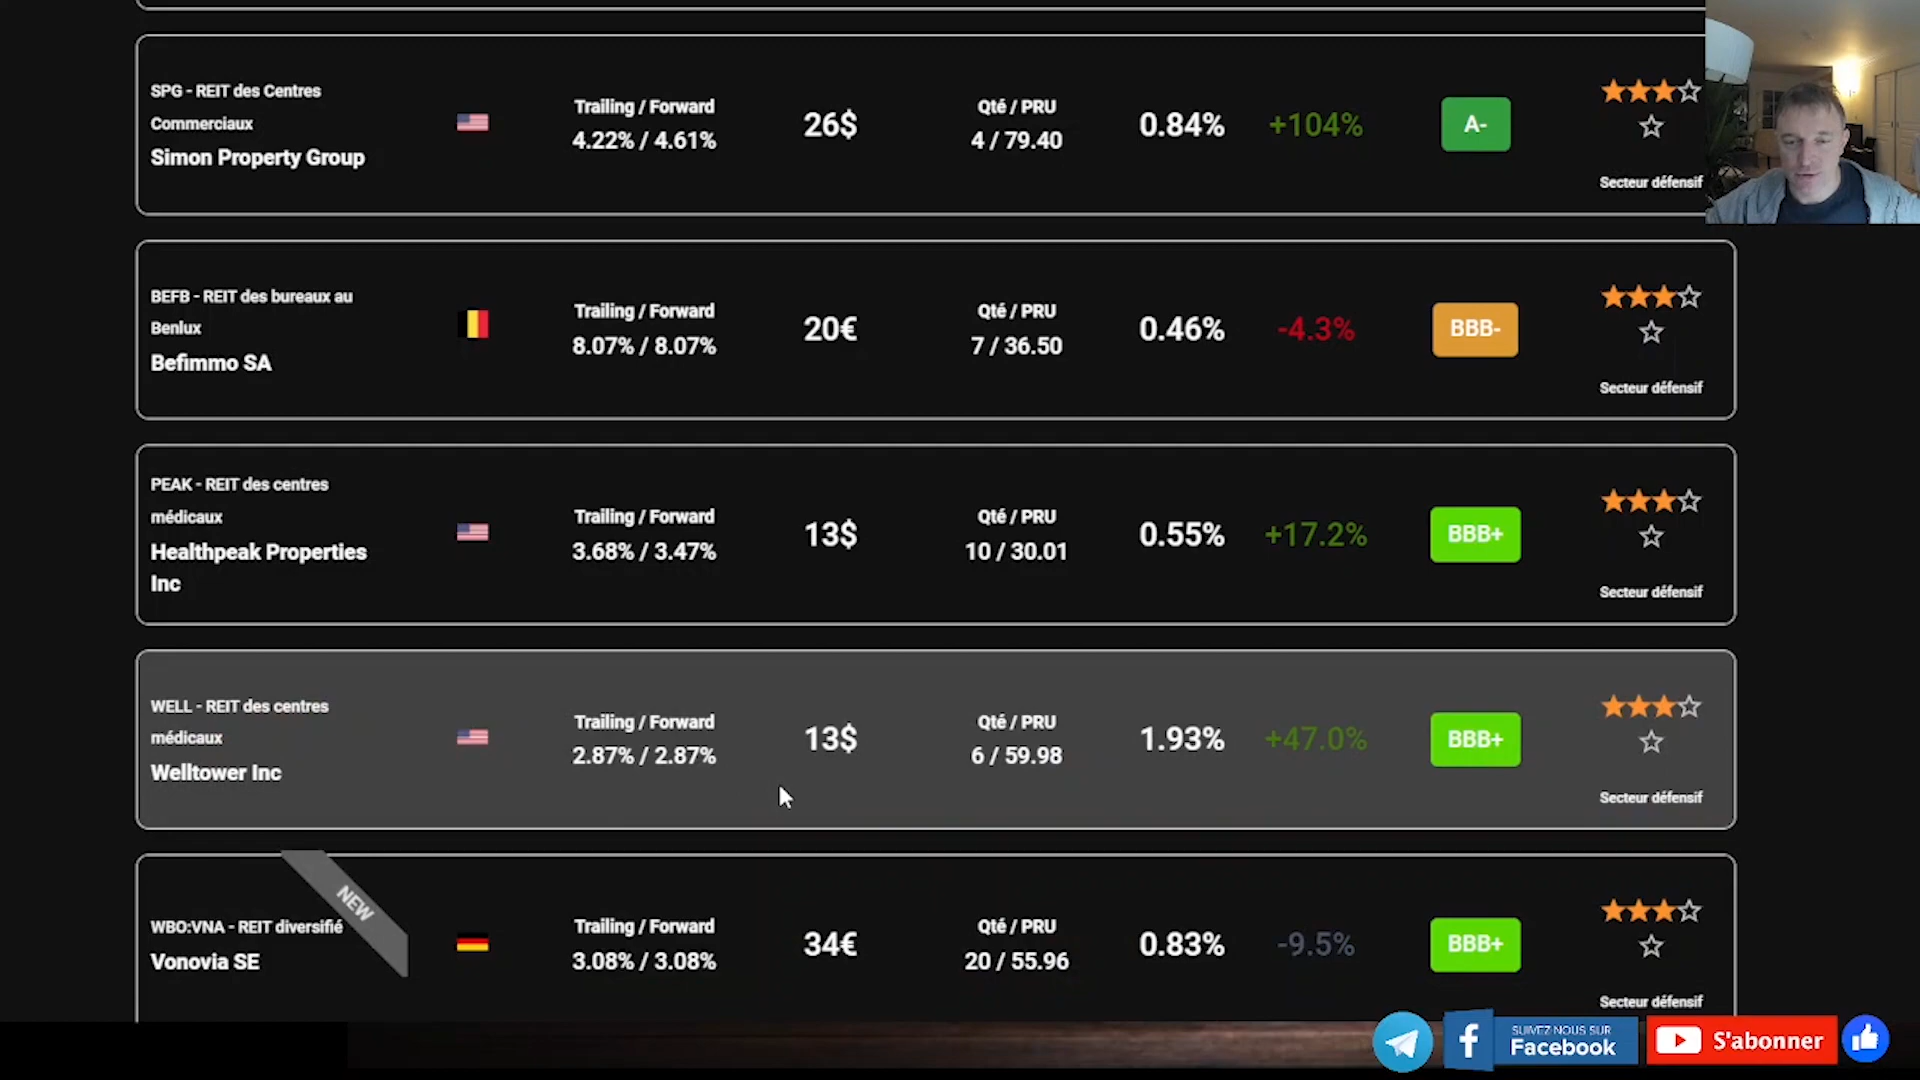 SPG - REIT des Centres
Commerciaux
Simon Property Group
Trailing / Forward
4.22% / 4.61%
26$
Qté / PRU
4 / 79.40
0.84%
+104%
A-
Secteur défensif
BEFB - REIT des bureaux au
Benlux
Befimmo SA
Trailing / Forward
8.07% / 8.07%
20€
Qté / PRU
7 / 36.50
0.46%
-4.3%
BBB-
Secteur défensif
PEAK - REIT des centres
médicaux
Healthpeak Properties
Inc
Trailing / Forward
3.68% / 3.47%
13$
Qté / PRU
10 / 30.01
0.55%
+17.2%
BBB+
Secteur défensif
WELL - REIT des centres
médicaux
Welltower Inc
Trailing / Forward
2.87% / 2.87%
13$
Qté / PRU
6 / 59.98
1.93%
+47.0%
BBB+
Secteur défensif
NEW
WBO:VNA - REIT diversifié
Vonovia SE
Trailing / Forward
3.08% / 3.08%
34€
Qté / PRU
20 / 55.96
0.83%
-9.5%
BBB+
Secteur défensif
SUIVEZ-NOUS SUR
Facebook
S'abonner